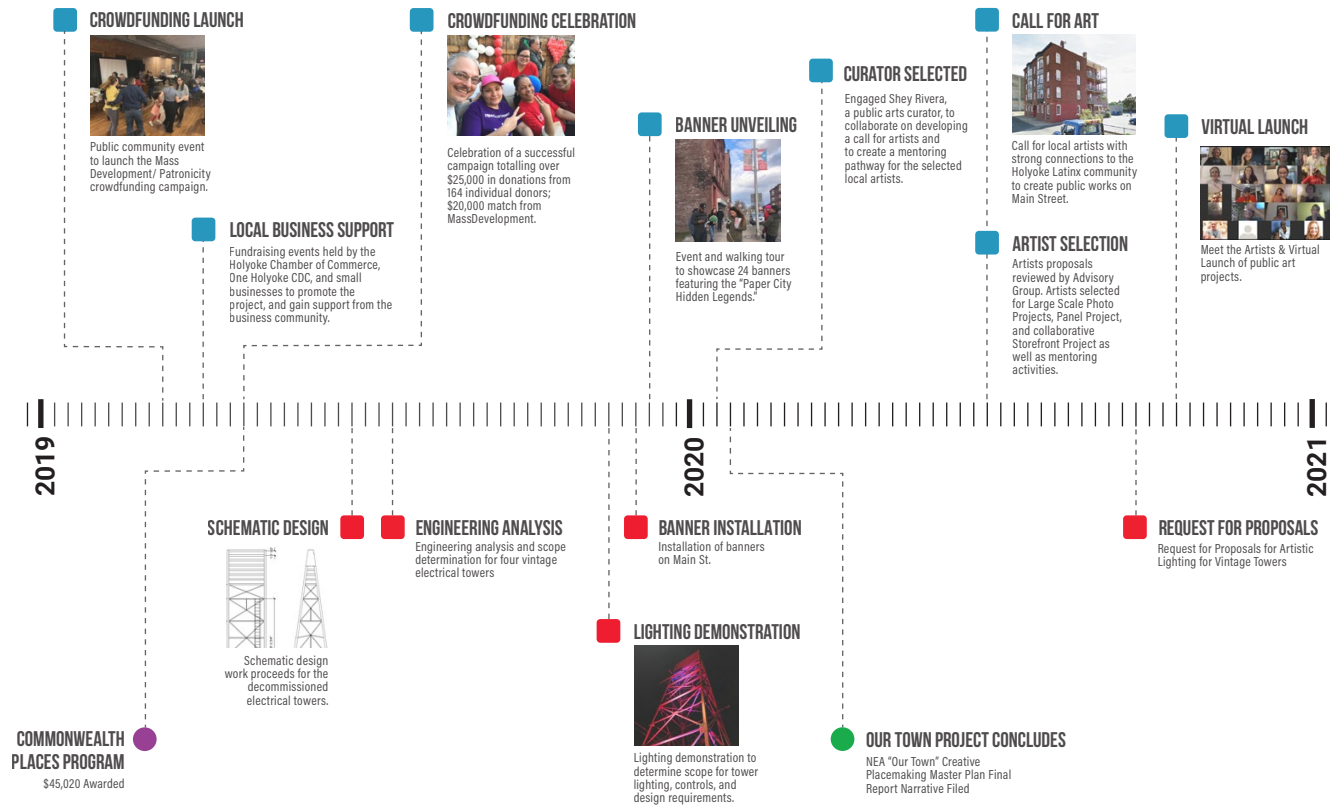 CROWDFUNDING LAUNCH
Public community event
to launch the Mass
Development/ Patronicity
crowdfunding campaign.
LOCAL BUSINESS SUPPORT
Fundraising events held by the
Holyoke Chamber of Commerce,
One Holyoke CDC, and small
businesses to promote the
project, and gain support from the
business community.
CROWDFUNDING CELEBRATION
Celebration of a successful
campaign totalling over
$25,000 in donations from
164 individual donors;
$20,000 match from
MassDevelopment.
BANNER UNVEILING
Event and walking tour
to showcase 24 banners
featuring the "Paper City
Hidden Legends."
CURATOR SELECTED
Engaged Shey Rivera,
a public arts curator, to
collaborate on developing
a call for artists and
to create a mentoring
pathway for the selected
local artists.
CALL FOR ART
Call for local artists with
strong connections to the
Holyoke Latinx community
to create public works on
Main Street.
ARTIST SELECTION
Artists proposals
reviewed by Advisory
Group. Artists selected
for Large Scale Photo
Projects, Panel Project,
and collaborative
Storefront Project as
well as mentoring
activities.
VIRTUAL LAUNCH
Meet the Artists & Virtual
Launch of public art
projects.
2019
2020
2021
SCHEMATIC DESIGN
Schematic design
work proceeds for the
decommissioned
electrical towers.
ENGINEERING ANALYSIS
Engineering analysis and scope
determination for four vintage
electrical towers
BANNER INSTALLATION
Installation of banners
on Main St.
LIGHTING DEMONSTRATION
Lighting demonstration to
determine scope for tower
lighting, controls, and
design requirements.
REQUEST FOR PROPOSALS
Request for Proposals for Artistic
Lighting for Vintage Towers
COMMONWEALTH
PLACES PROGRAM
$45,020 Awarded
OUR TOWN PROJECT CONCLUDES
NEA "Our Town" Creative
Placemaking Master Plan Final
Report Narrative Filed